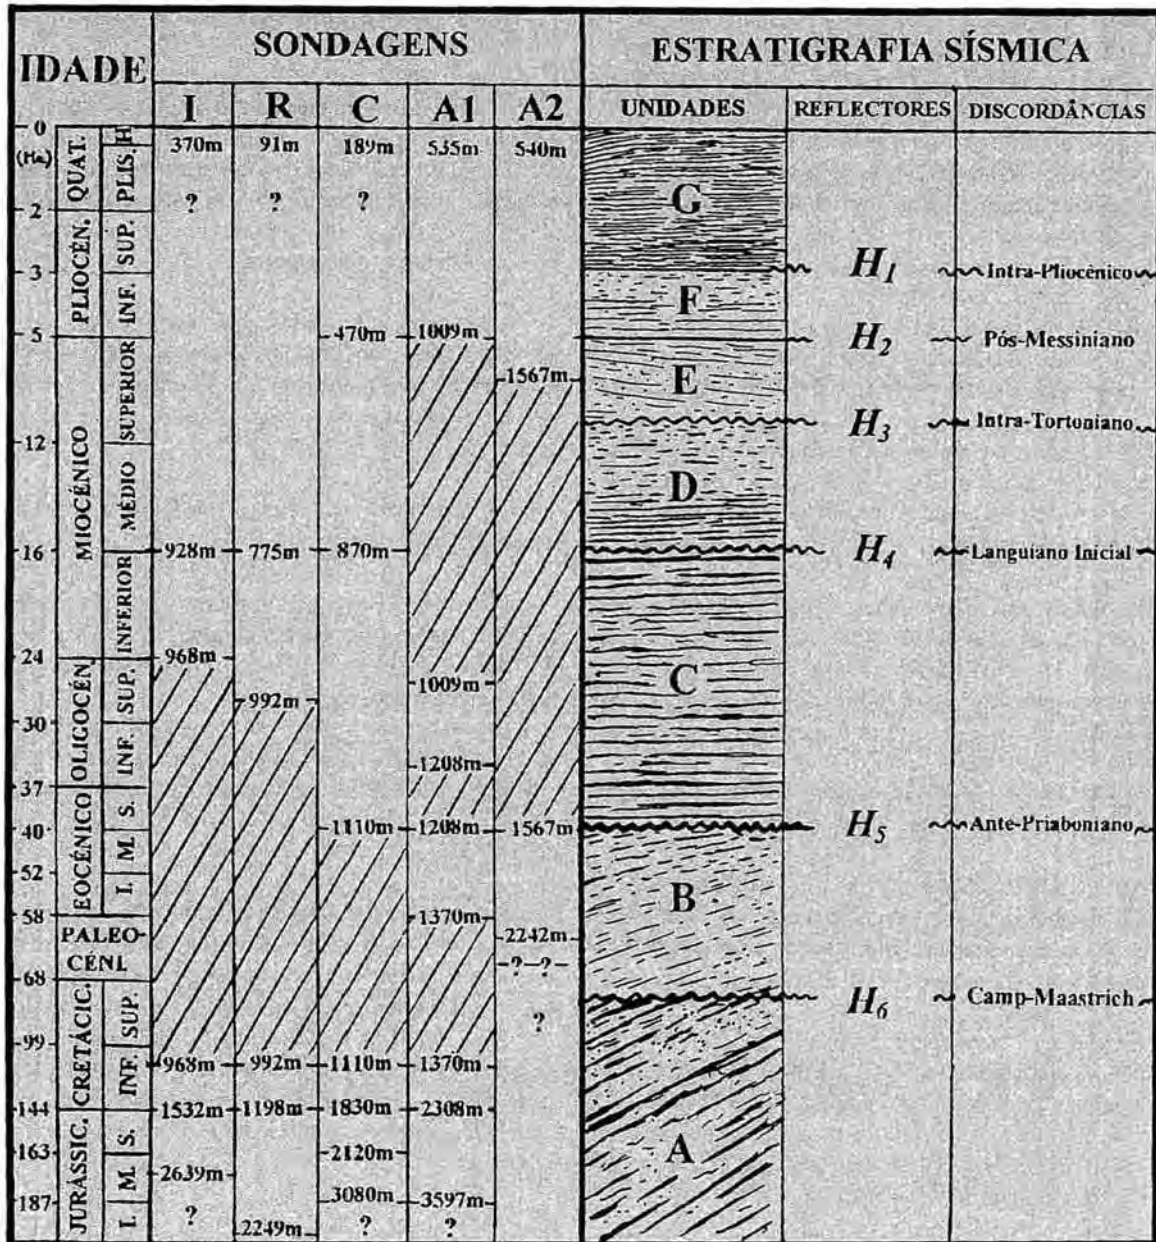 IDADE
SONDAGENS
ESTRATIGRAFIA SÍSMICA
I R C A1 A2
UNIDADES REFLECTORES DISCORDÂNCIAS
0
(Ma)
2
3
5
12
16
24
30
37
40
52
58
68
99
144
163
187
QUAT.
PLIOCÉN.
MIOCÉNICO
OLIGOCÉN.
EOCÉNICO
PALEO-
CÉNI.
CRETÁCIC.
JURÁSSIC.
H
PLIS.
SUP.
INF.
SUPERIOR
MÉDIO
INFERIOR
SUP.
INF.
S.
M.
I.
SUP.
INF.
S.
M.
I.
370m 91m 189m 535m 540m
? ? ?
470m 1009m
1567m
928m 775m 870m
968m
1009m
992m
1208m
1110m 1208m 1567m
1370m
2242m
? ?
?
968m 992m 1110m 1370m
1532m 1198m 1830m 2308m
2120m
2639m
3080m 3597m
? ? ?
2249m
G
F
E
D
C
B
A
H1 Intra-Pliocénico
H2 Pós-Messiniano
H3 Intra-Tortoniano
H4 Languiano Inicial
H5 Ante-Priaboniano
H6 Camp-Maastrich